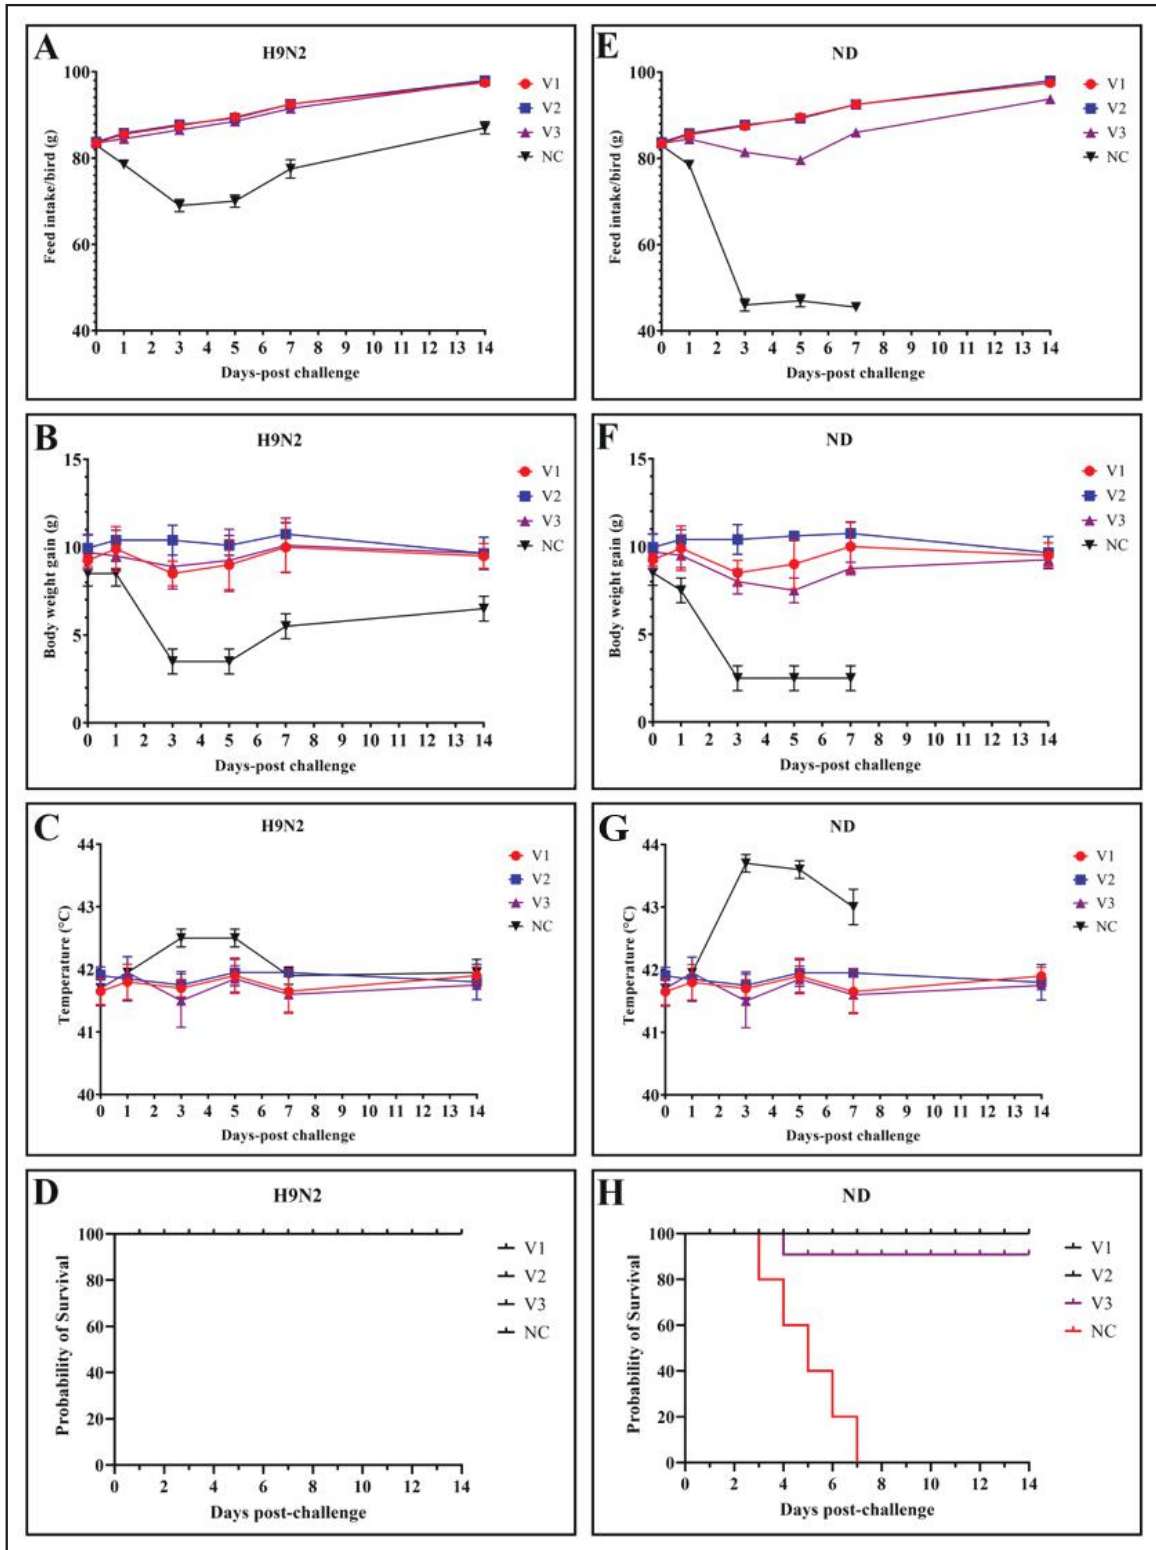 A
H9N2
Feed intake/bird (g)
100
80
60
40
0 1 2 3 4 5 6 7 8 9 10 11 12 13 14
Days-post challenge
V1
V2
V3
NC
E
ND
Feed intake/bird (g)
100
80
60
40
0 1 2 3 4 5 6 7 8 9 10 11 12 13 14
Days-post challenge
V1
V2
V3
NC
B
H9N2
Body weight gain (g)
15
10
5
0
0 1 2 3 4 5 6 7 8 9 10 11 12 13 14
Days-post challenge
V1
V2
V3
NC
F
ND
Body weight gain (g)
15
10
5
0
0 1 2 3 4 5 6 7 8 9 10 11 12 13 14
Days-post challenge
V1
V2
V3
NC
C
H9N2
Temperature (°C)
44
43
42
41
40
0 1 2 3 4 5 6 7 8 9 10 11 12 13 14
Days-post challenge
V1
V2
V3
NC
G
ND
Temperature (°C)
44
43
42
41
40
0 1 2 3 4 5 6 7 8 9 10 11 12 13 14
Days-post challenge
V1
V2
V3
NC
D
H9N2
Probability of Survival
100
80
60
40
20
0
0 2 4 6 8 10 12 14
Days post-challenge
V1
V2
V3
NC
H
ND
Probability of Survival
100
80
60
40
20
0
0 2 4 6 8 10 12 14
Days post-challenge
V1
V2
V3
NC